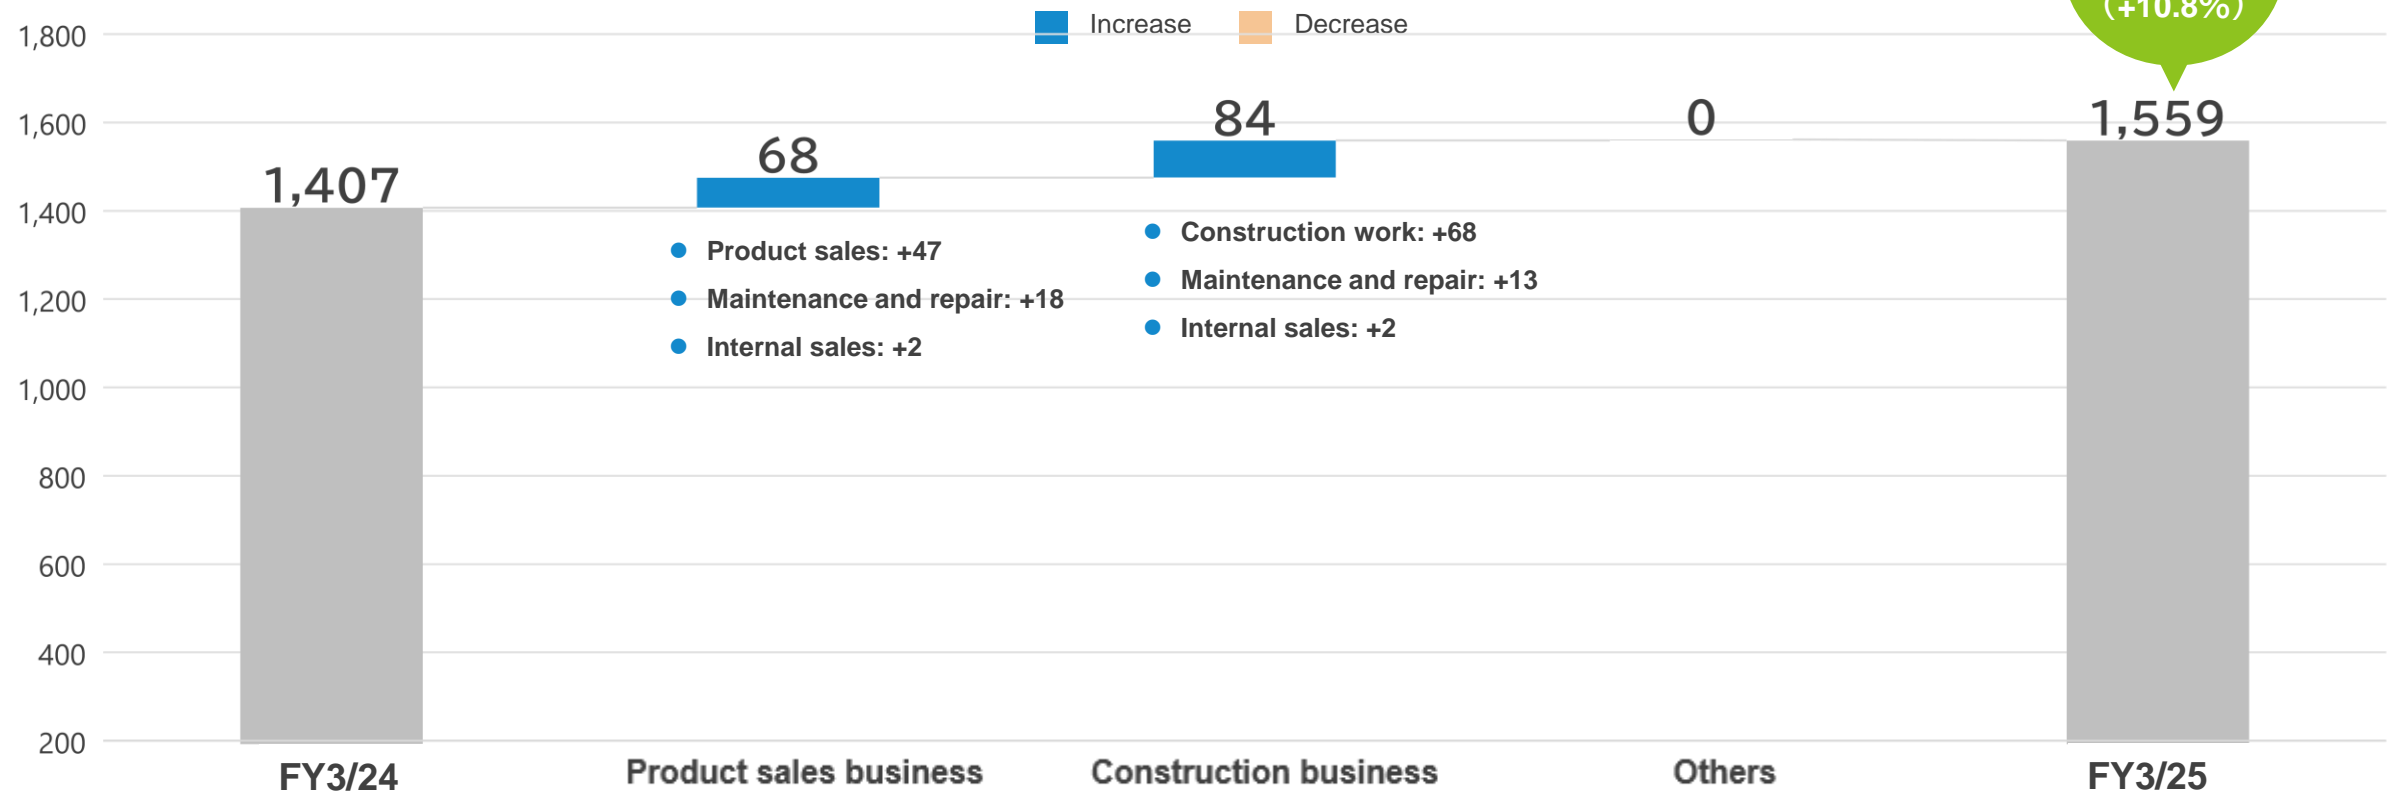 Increase
Decrease
(+10.8%)
1,800
1,600
1,400
1,200
1,000
800
600
400
200
1,407
68
84
0
1,559
Product sales: +47
Maintenance and repair: +18
Internal sales: +2
Construction work: +68
Maintenance and repair: +13
Internal sales: +2
FY3/24
Product sales business
Construction business
Others
FY3/25